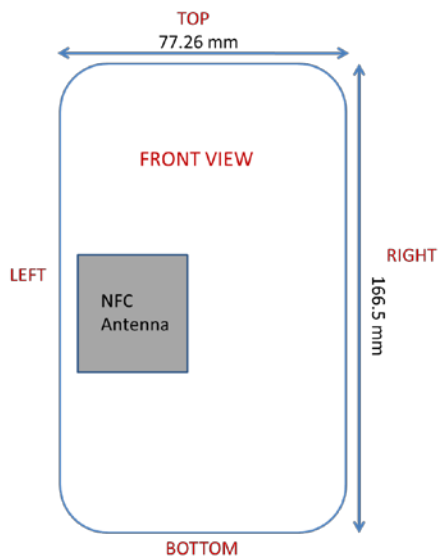 TOP
77.26 mm
FRONT VIEW
LEFT
RIGHT
NFC
Antenna
166.5 mm
BOTTOM